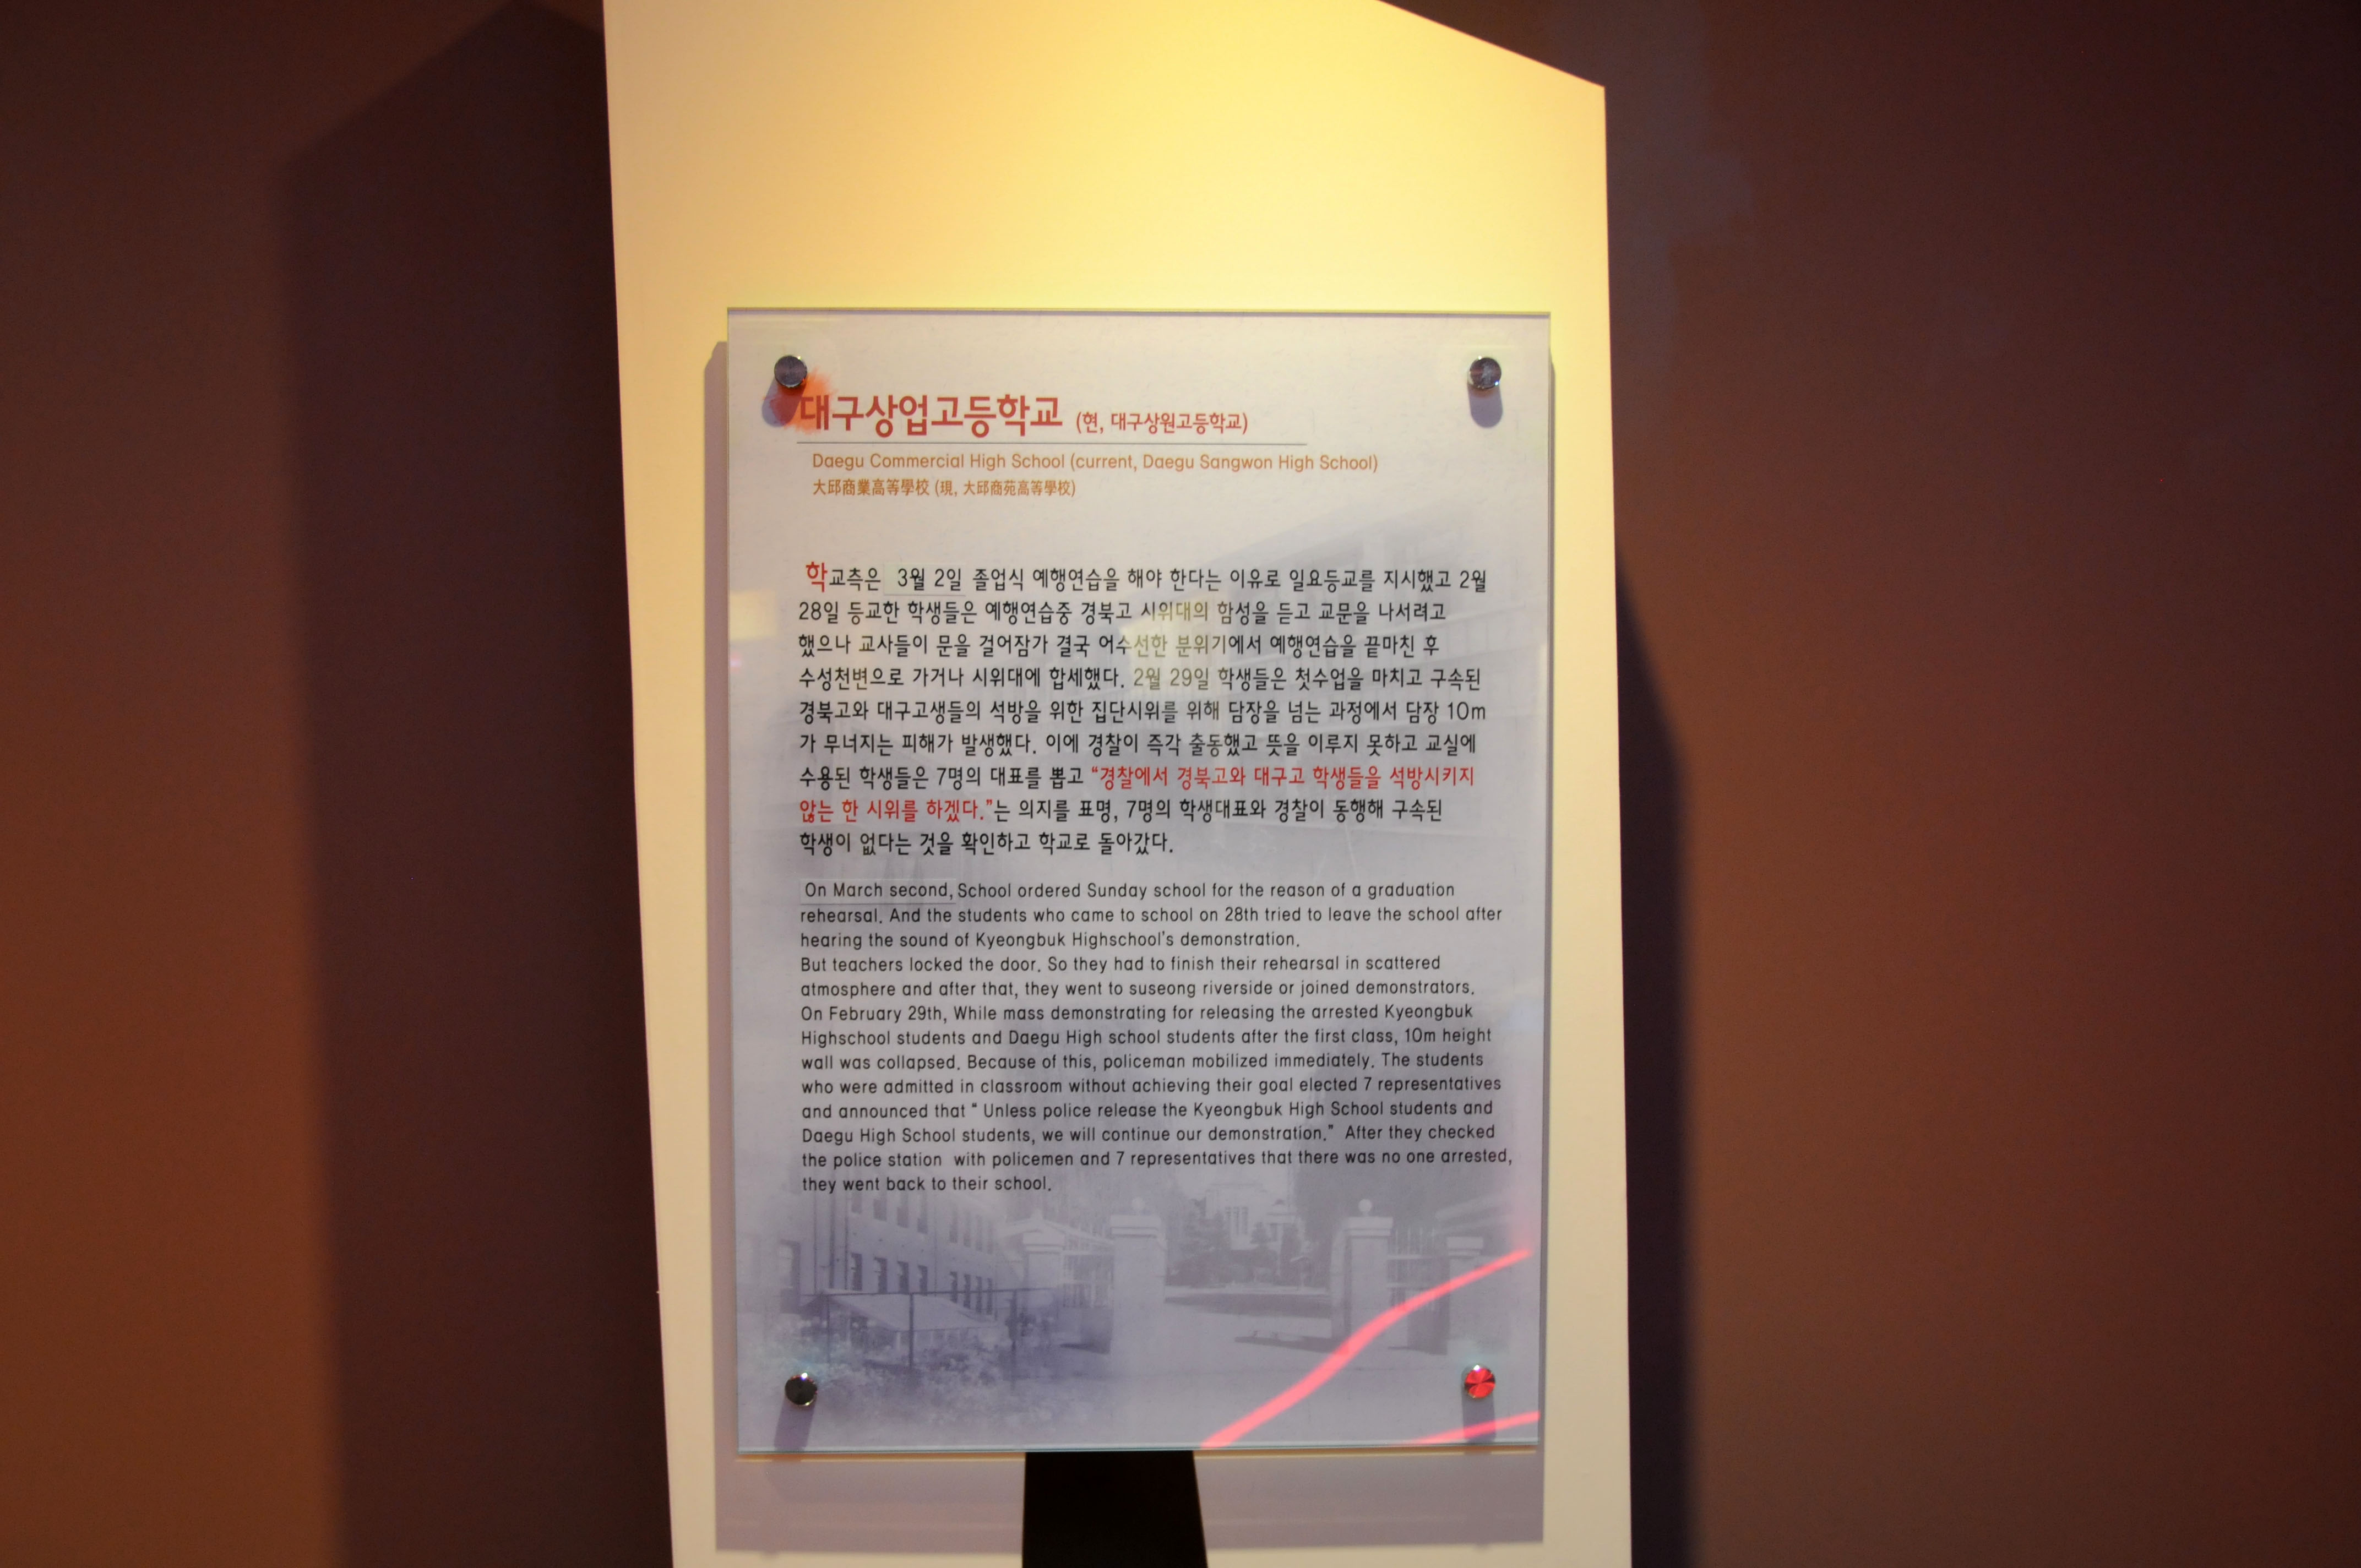 대구상업고등학교 (현, 대구상원고등학교)
Daegu Commercial High School (current, Daegu Sangwon High School)
大邱商業高等學校 (現, 大邱商苑高等學校)
학교측은 3월 2일 졸업식 예행연습을 해야 한다는 이유로 일요등교를 지시했고 2월
28일 등교한 학생들은 예행연습중 경북고 시위대의 함성을 듣고 교문을 나서려고
했으나 교사들이 문을 걸어잠가 결국 어수선한 분위기에서 예행연습을 끝마친 후
수성천변으로 가거나 시위대에 합세했다. 2월 29일 학생들은 첫수업을 마치고 구속된
경북고와 대구고생들의 석방을 위한 집단시위를 위해 담장을 넘는 과정에서 담장 10m
가 무너지는 피해가 발생했다. 이에 경찰이 즉각 출동했고 뜻을 이루지 못하고 교실에
수용된 학생들은 7명의 대표를 뽑고 “경찰에서 경북고와 대구고 학생들을 석방시키지
않는 한 시위를 하겠다.”는 의지를 표명, 7명의 학생대표와 경찰이 동행해 구속된
학생이 없다는 것을 확인하고 학교로 돌아갔다.
On March second, School ordered Sunday school for the reason of a graduation
rehearsal. And the students who came to school on 28th tried to leave the school after
hearing the sound of Kyeongbuk Highschool's demonstration.
But teachers locked the door. So they had to finish their rehearsal in scattered
atmosphere and after that, they went to suseong riverside or joined demonstrators.
On February 29th, While mass demonstrating for releasing the arrested Kyeongbuk
Highschool students and Daegu High school students after the first class, 10m height
wall was collapsed. Because of this, policeman mobilized immediately. The students
who were admitted in classroom without achieving their goal elected 7 representatives
and announced that “ Unless police release the Kyeongbuk High School students and
Daegu High School students, we will continue our demonstration.” After they checked
the police station with policemen and 7 representatives that there was no one arrested,
they went back to their school.